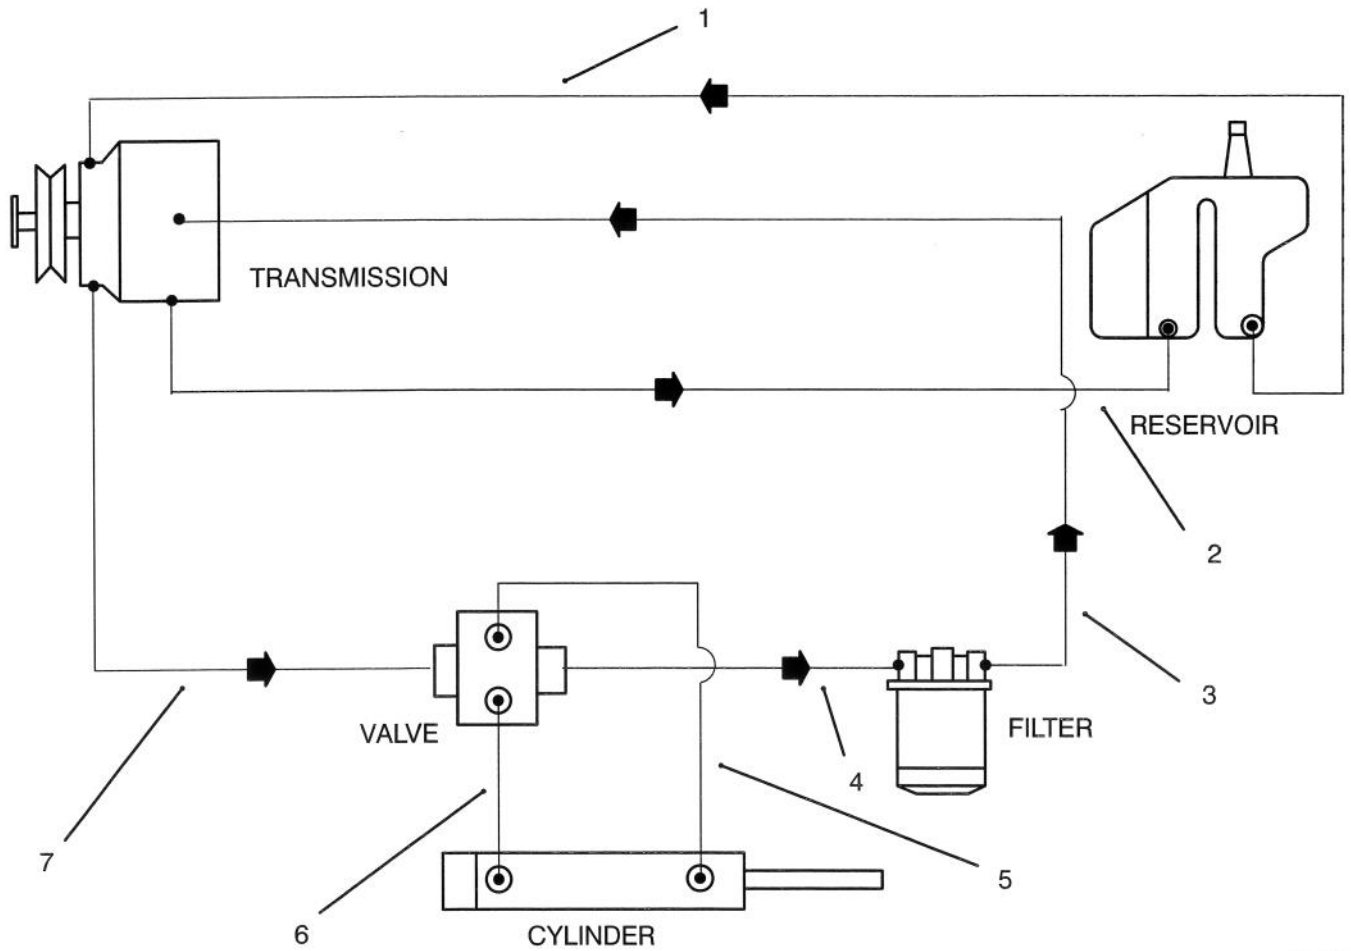 1
TRANSMISSION
RESERVOIR
2
3
VALVE
FILTER
4
7
5
6
CYLINDER